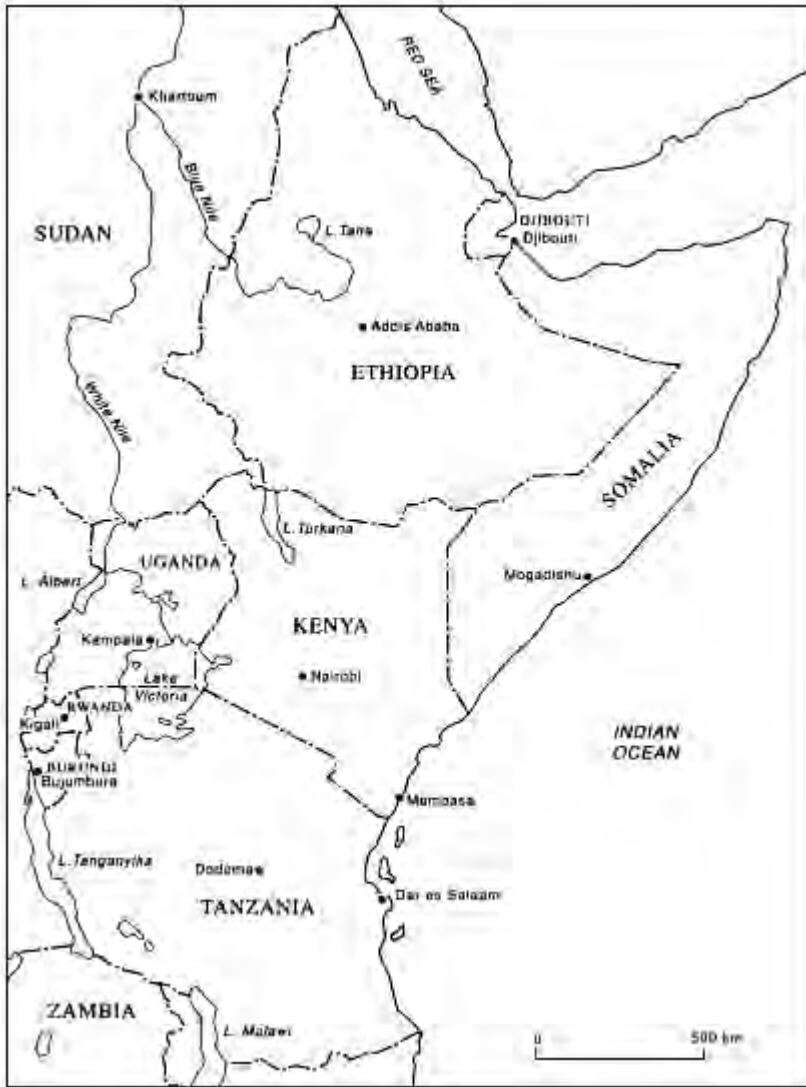 RED SEA
Khartoum
Blue Nile
SUDAN
L. Tana
DJIBOUTI
Djibouti
Addis Ababa
ETHIOPIA
White Nile
SOMALIA
L. Turkana
UGANDA
L. Albert
Mogadishu
KENYA
Kampala
Lake
Victoria
Nairobi
RWANDA
Kigali
INDIAN
OCEAN
BURUNDI
Bujumbura
Mombasa
L. Tanganyika
Dodoma
Dar es Salaam
TANZANIA
ZAMBIA
L. Malawi
0 500 km